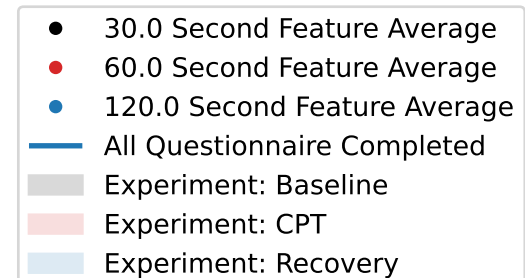 30.0 Second Feature Average
60.0 Second Feature Average
120.0 Second Feature Average
All Questionnaire Completed
Experiment: Baseline
Experiment: CPT
Experiment: Recovery